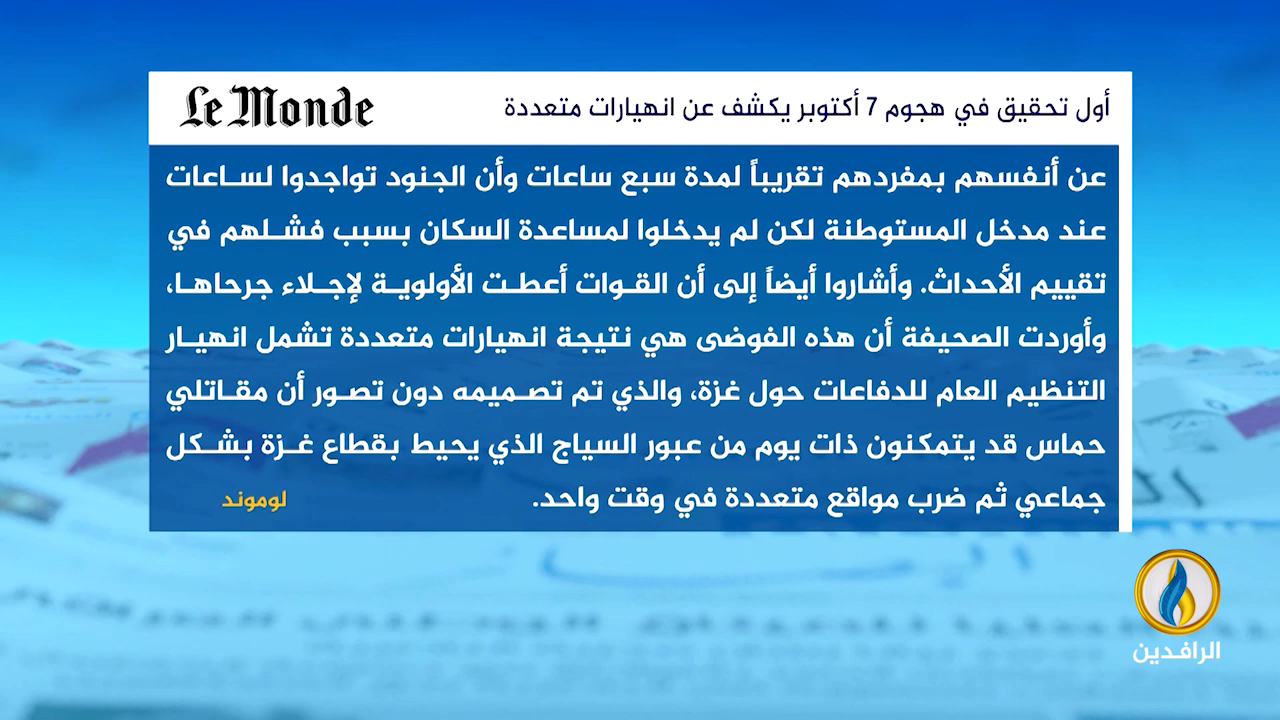 Le Monde
أول تحقيق في هجوم 7 أكتوبر يكشف عن انهيارات متعددة
عن أنفسهم بمفردهم تقريباً لمدة سبع ساعات وأن الجنود تواجدوا لساعات
عند مدخل المستوطنة لكن لم يدخلوا لمساعدة السكان بسبب فشلهم في
تقييم الأحداث. وأشاروا أيضاً إلى أن القوات أعطت الأولوية لإجلاء جرحاها،
وأوردت الصحيفة أن هذه الفوضى هي نتيجة انهيارات متعددة تشمل انهيار
التنظيم العام للدفاعات حول غزة، والذي تم تصميمه دون تصور أن مقاتلي
حماس قد يتمكنون ذات يوم من عبور السياج الذي يحيط بقطاع غزة بشكل
جماعي ثم ضرب مواقع متعددة في وقت واحد.
لوموند
الرافدين